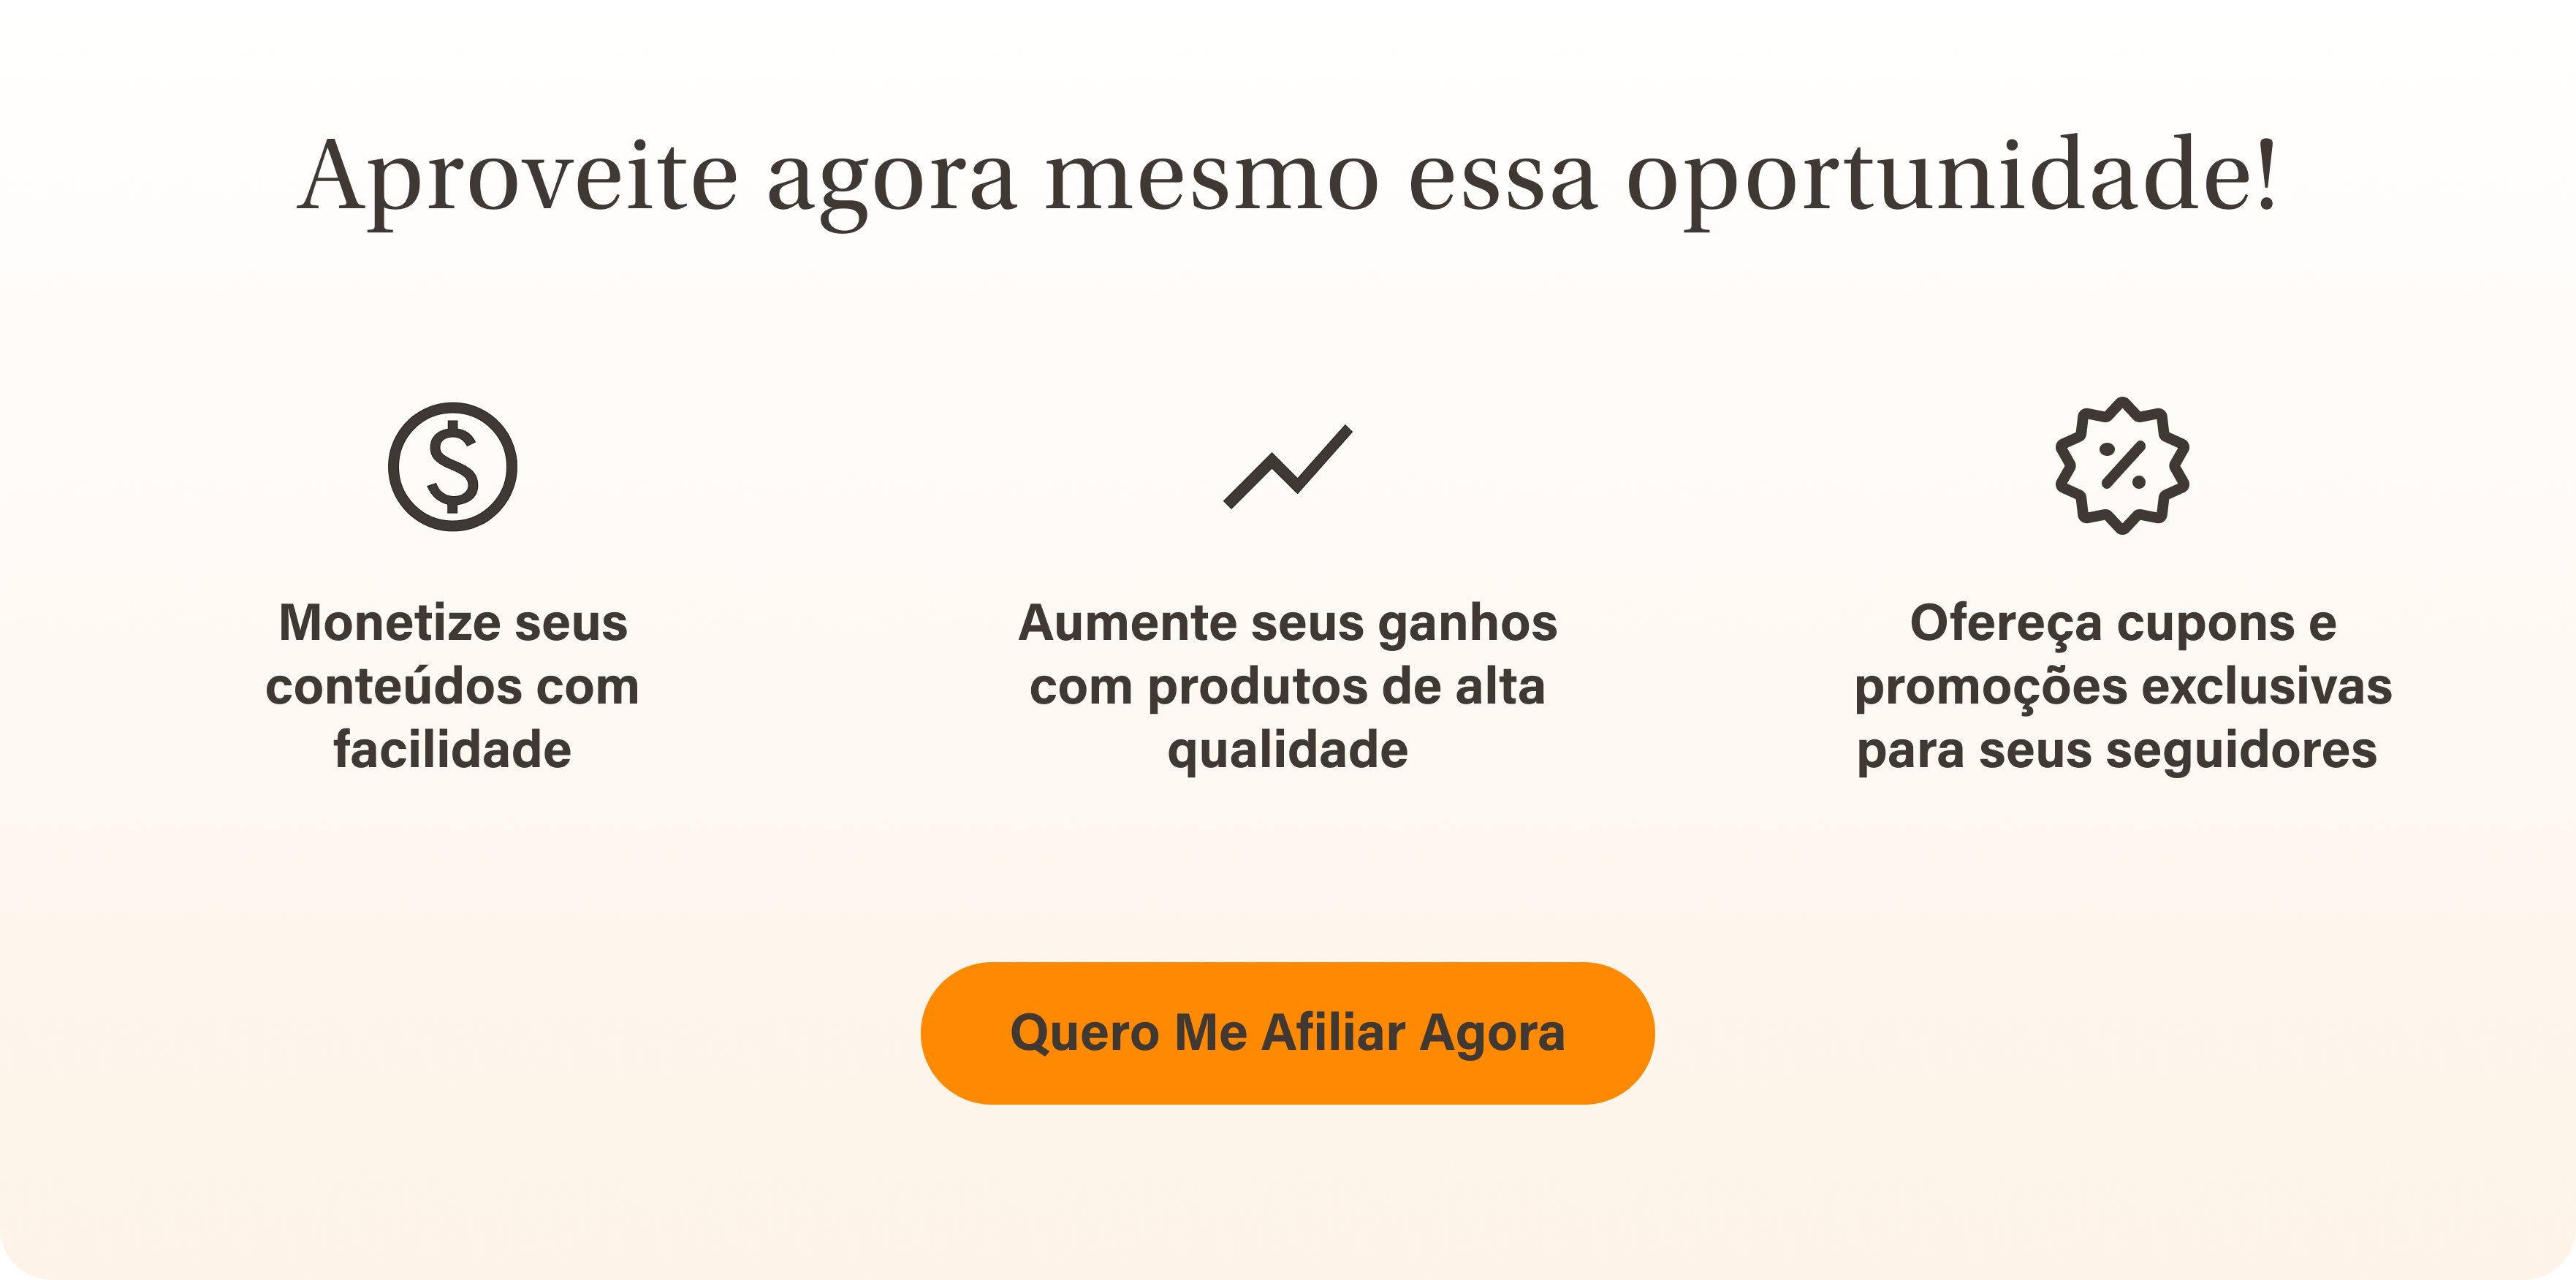 Aproveite agora mesmo essa oportunidade!
Monetize seus
conteúdos com
facilidade
Aumente seus ganhos
com produtos de alta
qualidade
Ofereça cupons e
promoções exclusivas
para seus seguidores
Quero Me Afiliar Agora